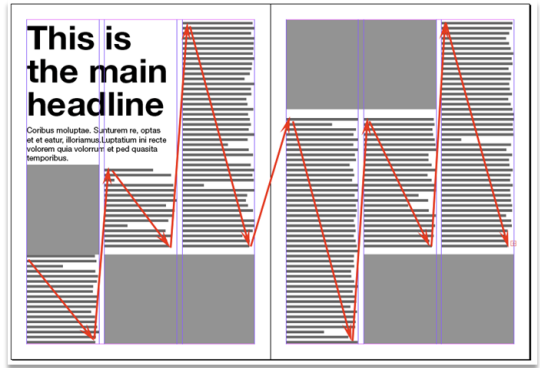 This is
the main
headline
Coribus moluptae. Sunturem re, optas
et et eatur, illoriamus.Luptatium ini recte
volorem quia volorrum et ped quasita
temporibus.